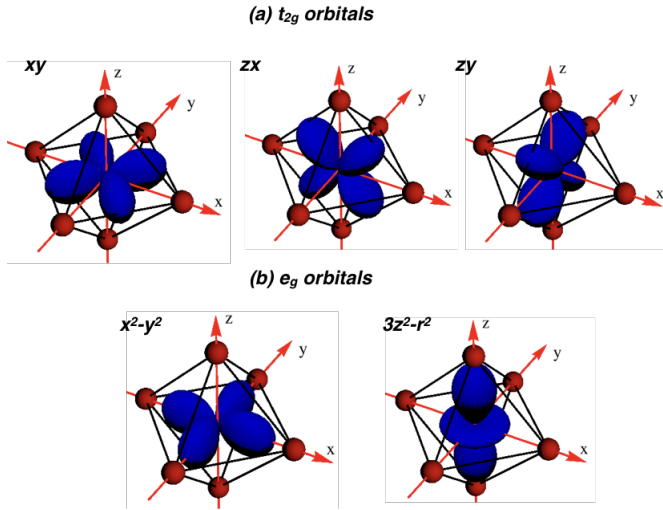 (a) t2g orbitals
xy
zx
zy
z
y
x
z
y
x
z
y
x
(b) eg orbitals
x²-y²
3z²-r²
z
y
x
z
y
x